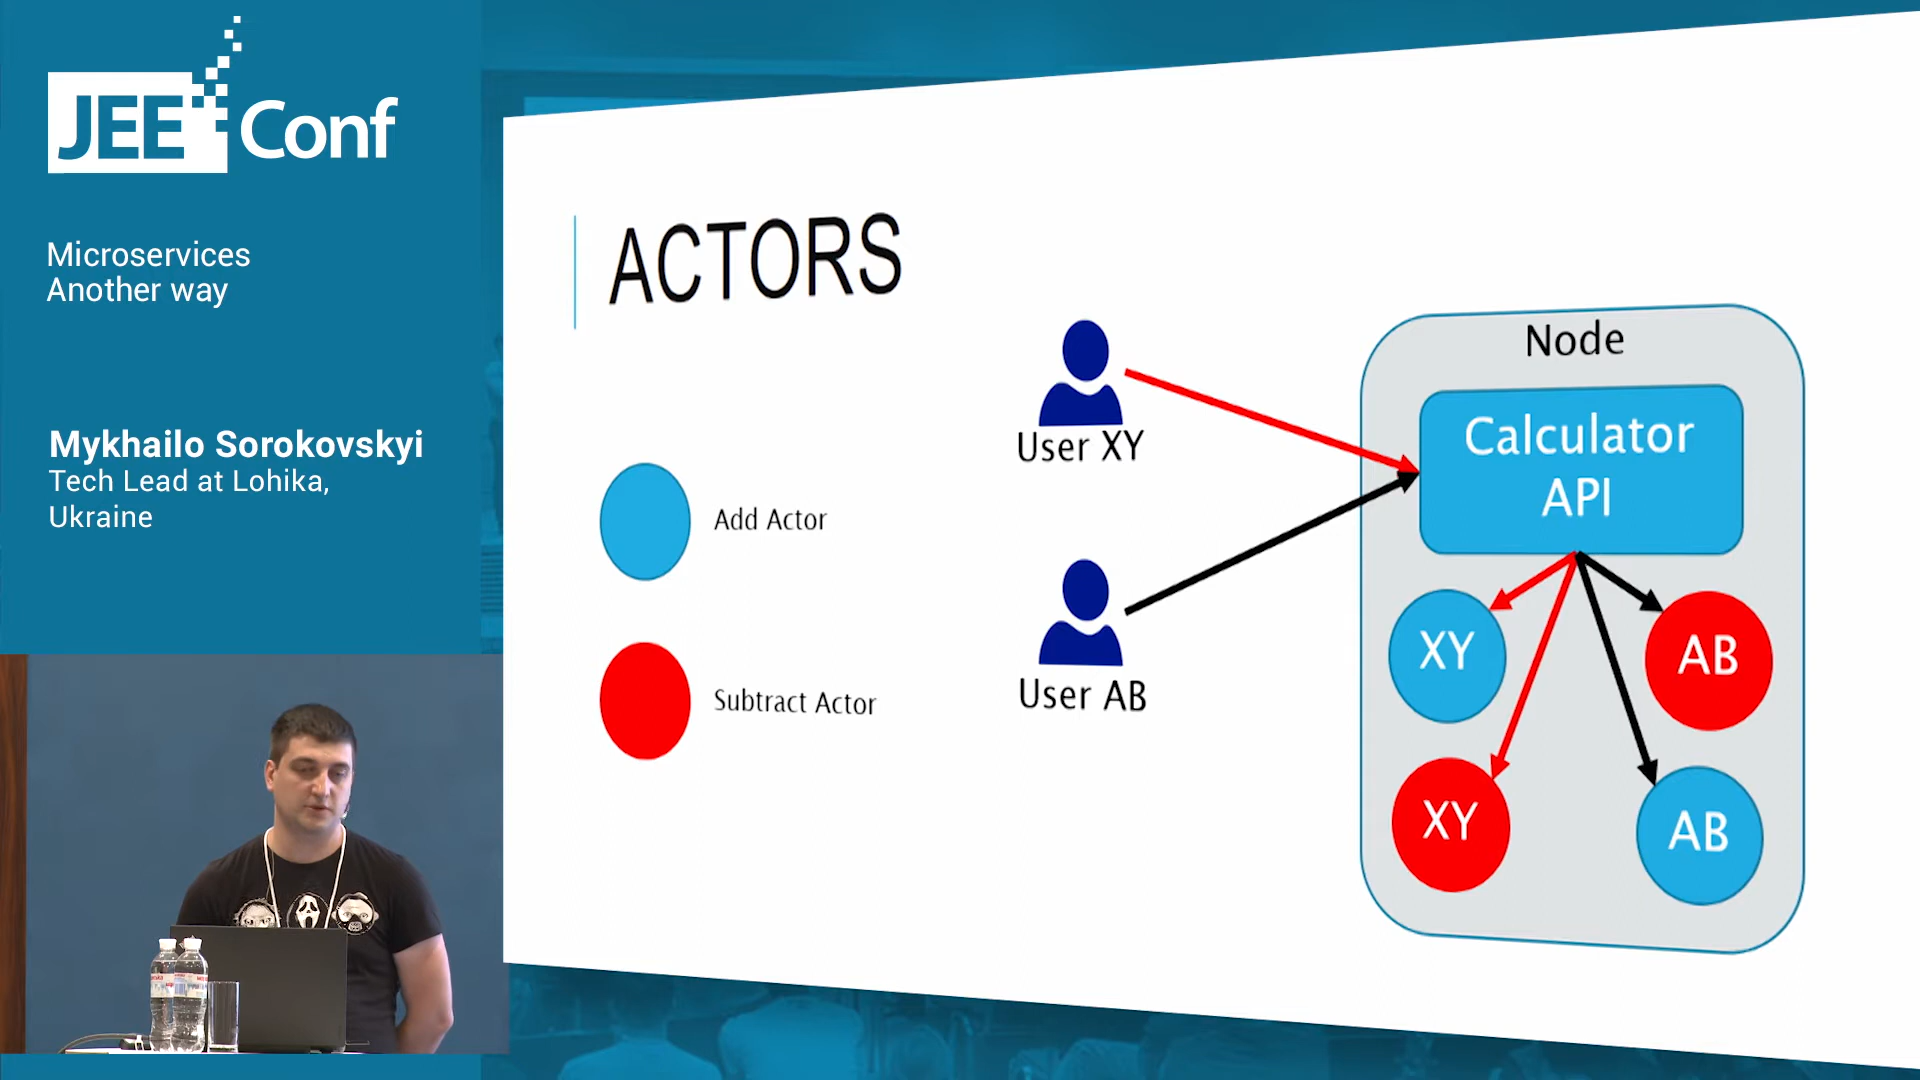 JEE Conf
Microservices
Another way
Mykhailo Sorokovskyi
Tech Lead at Lohika,
Ukraine
ACTORS
Add Actor
Subtract Actor
User XY
User AB
Node
Calculator
API
XY
AB
XY
AB